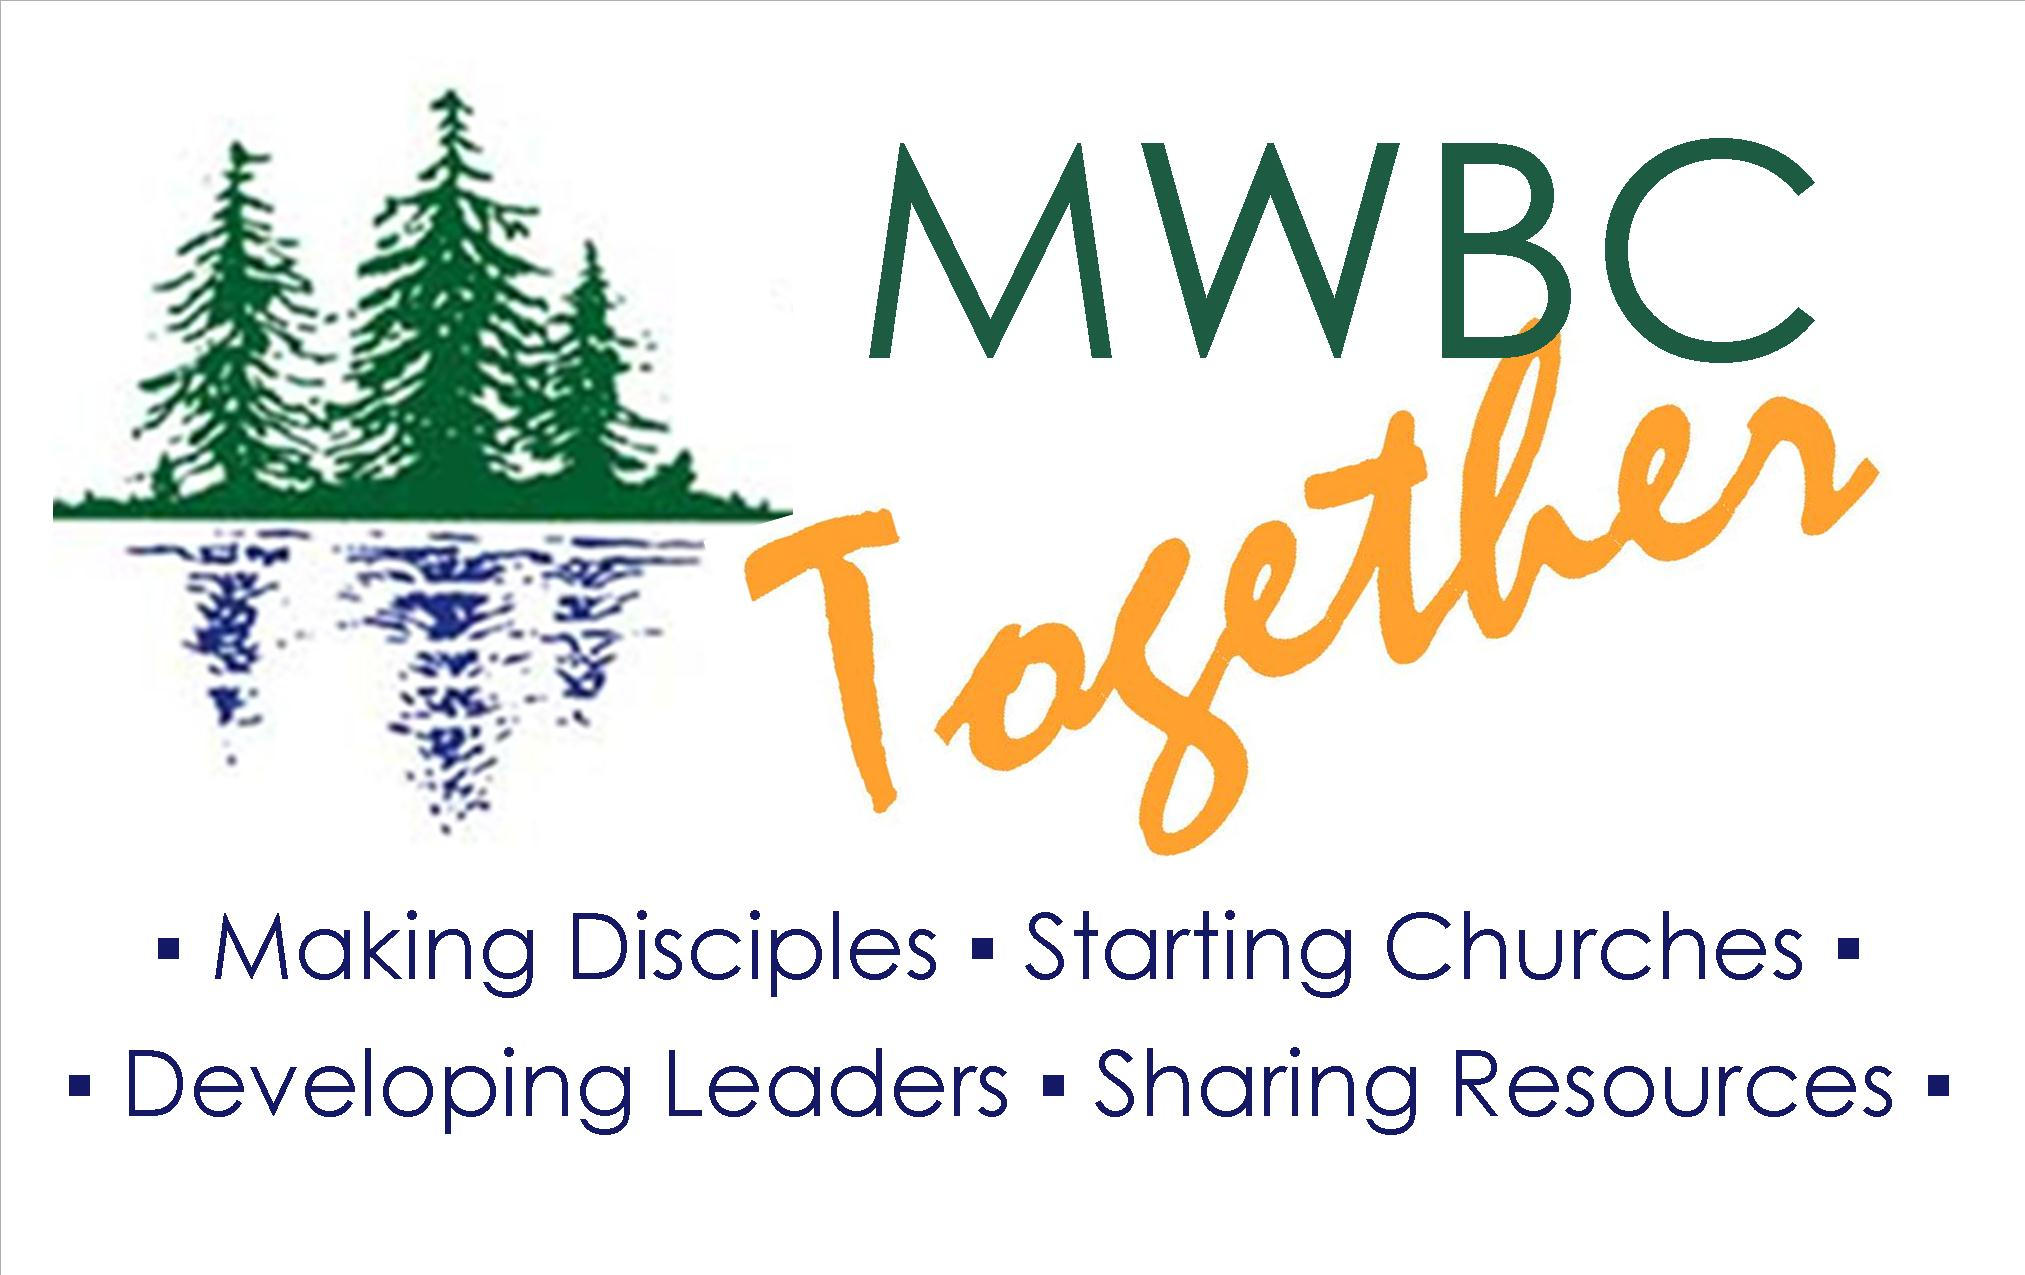 MWBC
Together
▪ Making Disciples ▪ Starting Churches ▪
▪ Developing Leaders ▪ Sharing Resources ▪